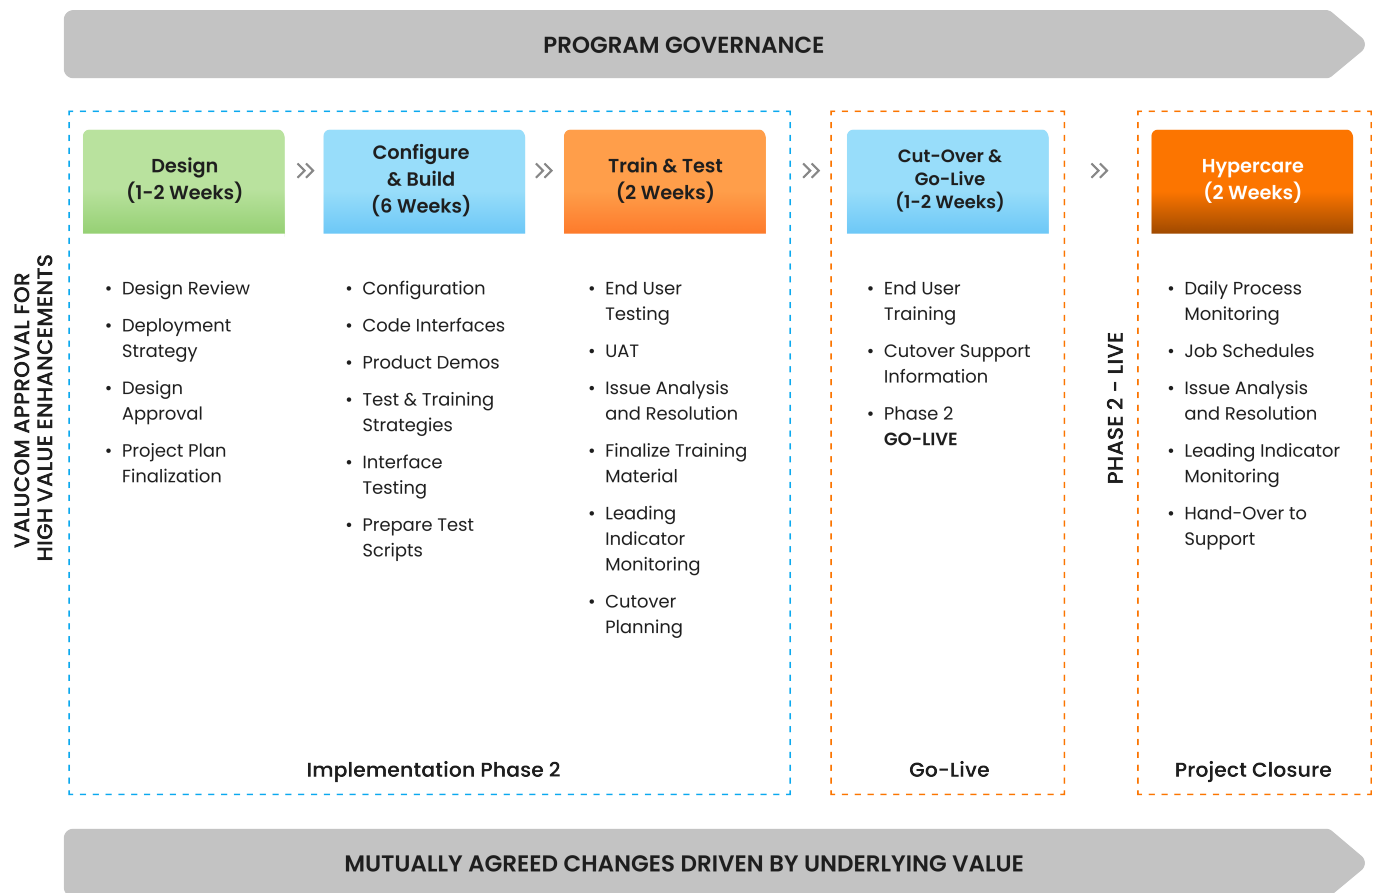 PROGRAM GOVERNANCE
VALUCOM APPROVAL FOR
HIGH VALUE ENHANCEMENTS
Design
(1-2 Weeks)
• Design Review
• Deployment
Strategy
• Design
Approval
• Project Plan
Finalization
Configure
& Build
(6 Weeks)
• Configuration
• Code Interfaces
• Product Demos
• Test & Training
Strategies
• Interface
Testing
• Prepare Test
Scripts
Train & Test
(2 Weeks)
• End User
Testing
• UAT
• Issue Analysis
and Resolution
• Finalize Training
Material
• Leading
Indicator
Monitoring
• Cutover
Planning
Implementation Phase 2
Cut-Over &
Go-Live
(1-2 Weeks)
• End User
Training
• Cutover Support
Information
• Phase 2
GO-LIVE
Go-Live
PHASE 2 - LIVE
Hypercare
(2 Weeks)
• Daily Process
Monitoring
• Job Schedules
• Issue Analysis
and Resolution
• Leading Indicator
Monitoring
• Hand-Over to
Support
Project Closure
MUTUALLY AGREED CHANGES DRIVEN BY UNDERLYING VALUE